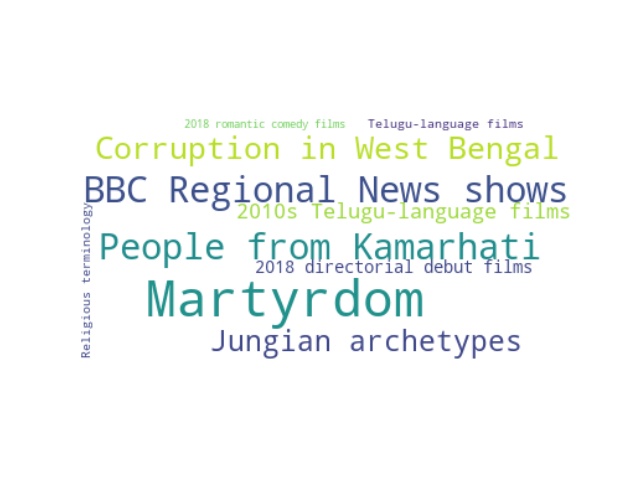 2018 romantic comedy films
Telugu-language films
Corruption in West Bengal
BBC Regional News shows
2010s Telugu-language films
People from Kamarhati
2018 directorial debut films
Martyrdom
Jungian archetypes
Religious terminology